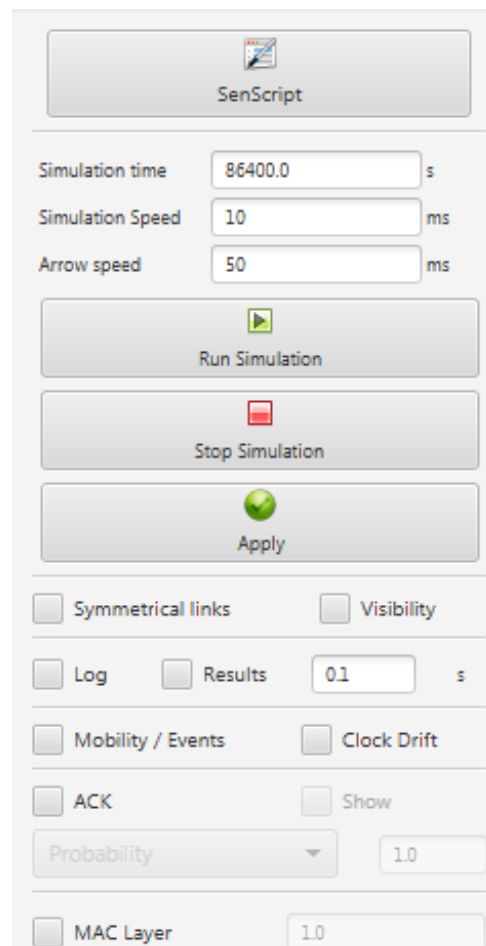 SenScript
Simulation time 86400.0 s
Simulation Speed 10 ms
Arrow speed 50 ms
Run Simulation
Stop Simulation
Apply
Symmetrical links Visibility
Log Results 0.1 s
Mobility / Events Clock Drift
ACK Show
Probability 1.0
MAC Layer 1.0